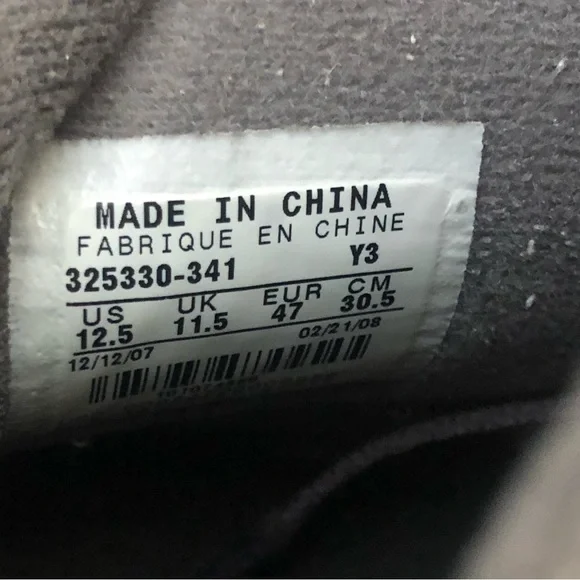 MADE IN CHINA
FABRIQUE EN CHINE
325330-341 Y3
US UK EUR CM
12.5 11.5 47 30.5
12/12/07 02/21/08